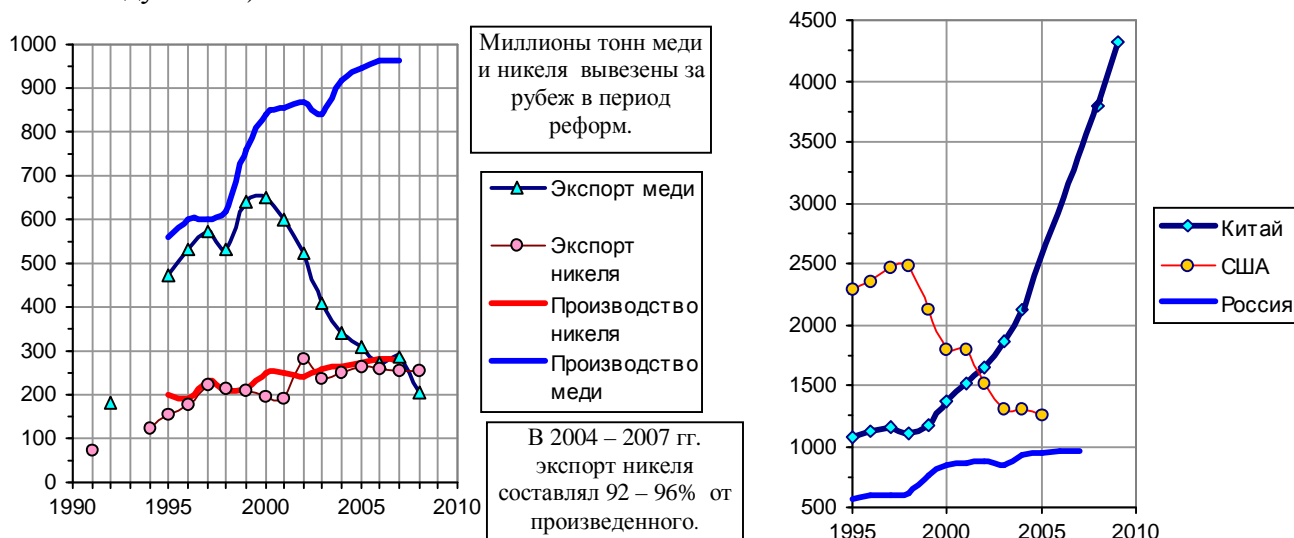 1000
900
800
700
600
500
400
300
200
100
0
1990
1995
2000
2005
2010
Миллионы тонн меди
и никеля вывезены за
рубеж в период
реформ.
Экспорт меди
Экспорт
никеля
Производство
никеля
Производство
меди
В 2004 – 2007 гг.
экспорт никеля
составлял 92 – 96% от
произведенного.
4500
4000
3500
3000
2500
2000
1500
1000
500
1995
2000
2005
2010
Китай
США
Россия